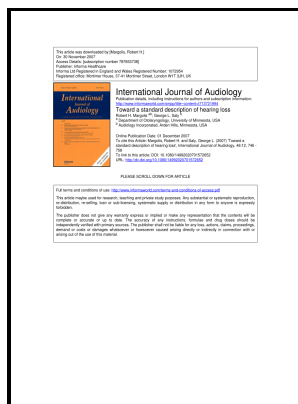 This article was downloaded by:[Margolis, Robert H.]
On: 30 November 2007
Access Details: [subscription number 787853738]
Publisher: Informa Healthcare
Informa Ltd Registered in England and Wales Registered Number: 1072954
Registered office: Mortimer House, 37-41 Mortimer Street, London W1T 3JH, UK
International Journal of Audiology
Publication details, including instructions for authors and subscription information:
Toward a standard description of hearing loss
Robert H. Margolis ab; George L. Saly b
a Department of Otolaryngology, University of Minnesota, USA
b Audiology Incorporated, Arden Hills, Minnesota, USA
Online Publication Date: 01 December 2007
To cite this Article: Margolis, Robert H. and Saly, George L. (2007) 'Toward a
standard description of hearing loss', International Journal of Audiology, 46:12, 746 -
758
To link to this article: DOI: 10.1080/14992020701572652
URL: http://dx.doi.org/10.1080/14992020701572652
International
Journal of
Audiology
PLEASE SCROLL DOWN FOR ARTICLE
Full terms and conditions of use: http://www.informaworld.com/terms-and-conditions-of-access.pdf
This article maybe used for research, teaching and private study purposes. Any substantial or systematic reproduction,
re-distribution, re-selling, loan or sub-licensing, systematic supply or distribution in any form to anyone is expressly
forbidden.
The publisher does not give any warranty express or implied or make any representation that the contents will be
complete or accurate or up to date. The accuracy of any instructions, formulae and drug doses should be
independently verified with primary sources. The publisher shall not be liable for any loss, actions, claims, proceedings,
demand or costs or damages whatsoever or howsoever caused arising directly or indirectly in connection with or
arising out of the use of this material.